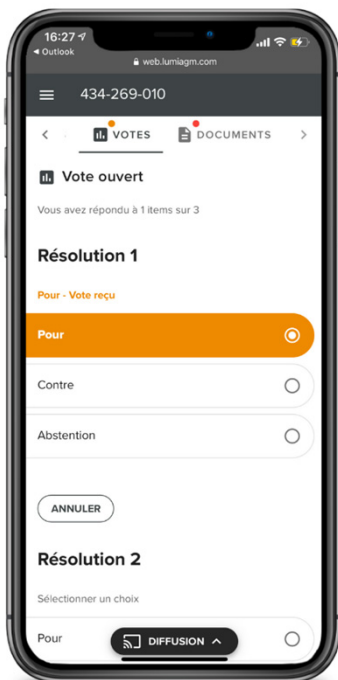 16:27
◂ Outlook
web.lumiagm.com
434-269-010
VOTES
DOCUMENTS
Vote ouvert
Vous avez répondu à 1 items sur 3
Résolution 1
Pour - Vote reçu
Pour
Contre
Abstention
ANNULER
Résolution 2
Sélectionner un choix
Pour
DIFFUSION